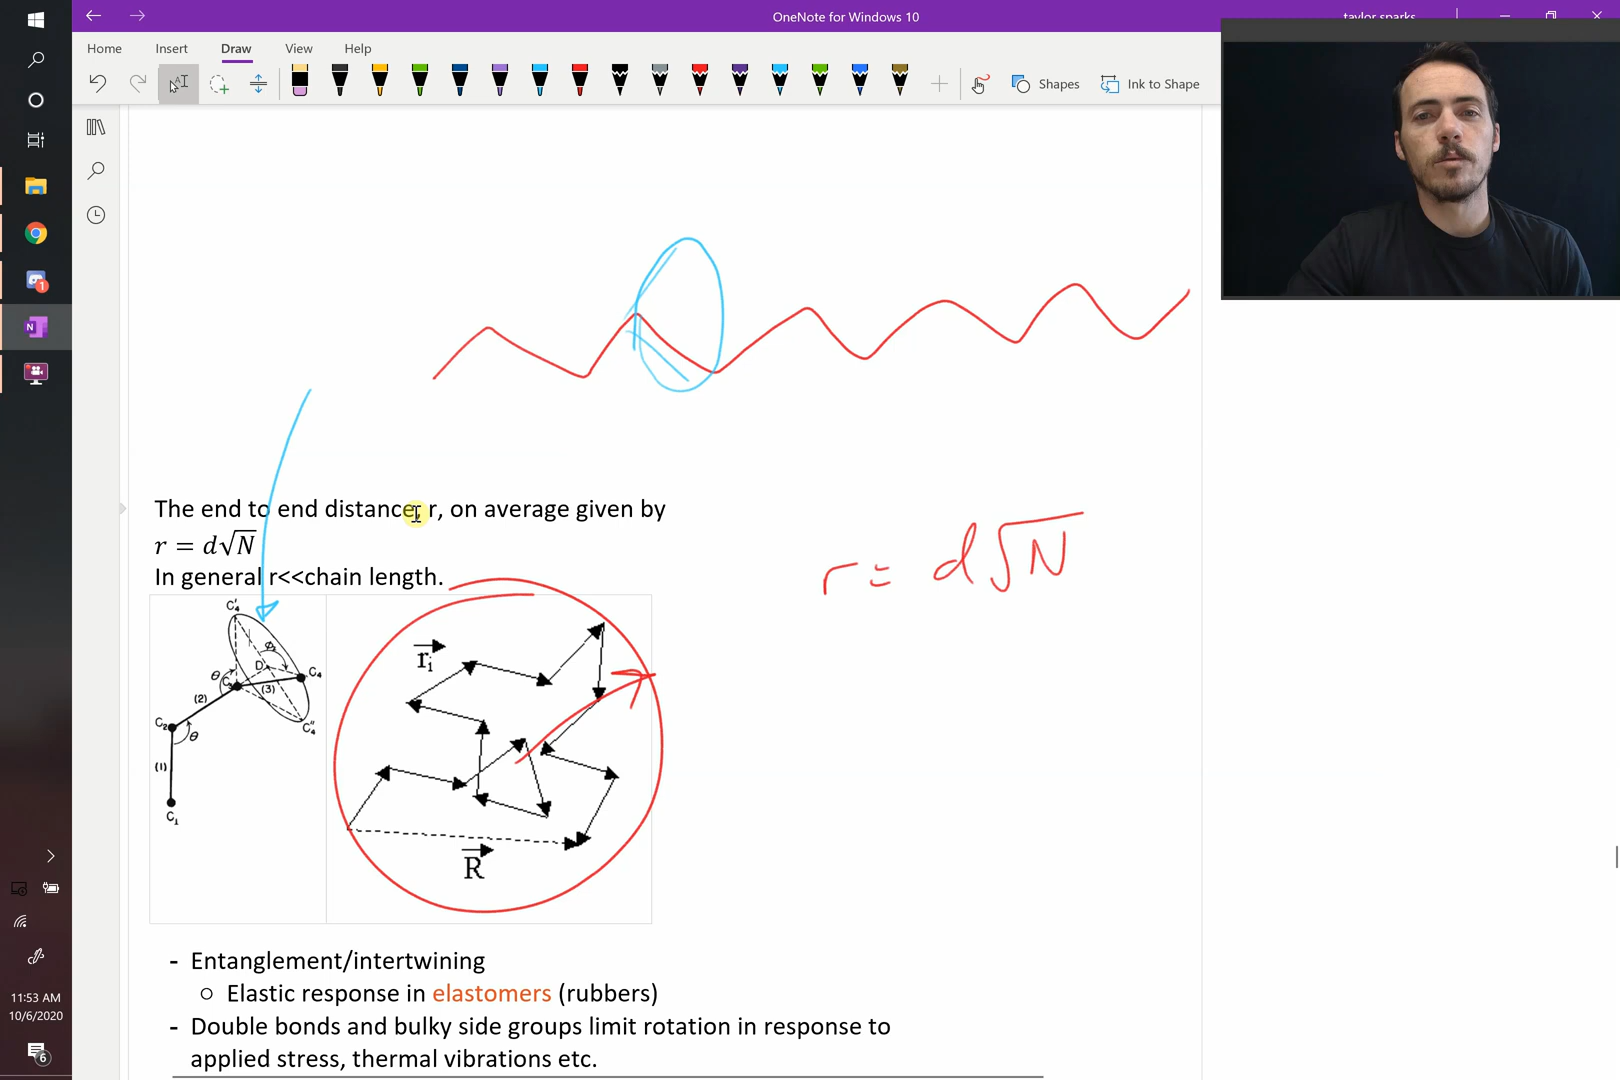 OneNote for Windows 10
taylor sparks
Home Insert Draw View Help
Shapes Ink to Shape
The end to end distance, r, on average given by
r = d√N
In general r<<chain length.
r = d√N
C₄' 
ϕ
D
C₄
θ
C₃
(3)
(2)
C₄''
C₂
θ
(1)
C₁
rᵢ
R
- Entanglement/intertwining
○ Elastic response in elastomers (rubbers)
- Double bonds and bulky side groups limit rotation in response to
applied stress, thermal vibrations etc.
11:53 AM
10/6/2020
6